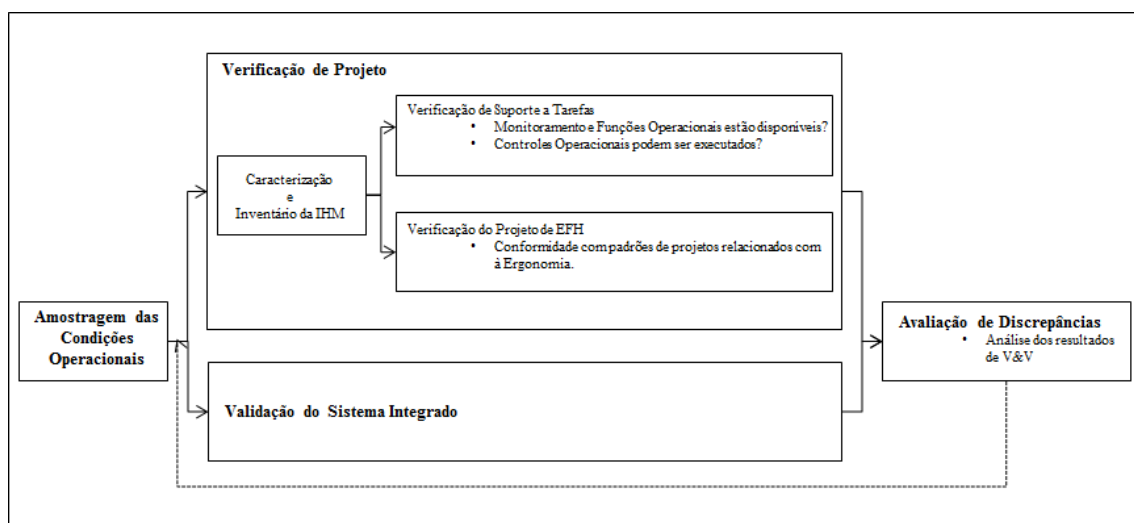 Verificação de Projeto
Verificação de Suporte a Tarefas
• Monitoramento e Funções Operacionais estão disponiveis?
• Controles Operacionais podem ser executados?
Caracterização
e
Inventário da IHM
Verificação do Projeto de EFH
• Conformidade com padrões de projetos relacionados com
à Ergonomia.
Amostragem das
Condições
Operacionais
Avaliação de Discrepâncias
• Análise dos resultados
de V&V
Validação do Sistema Integrado